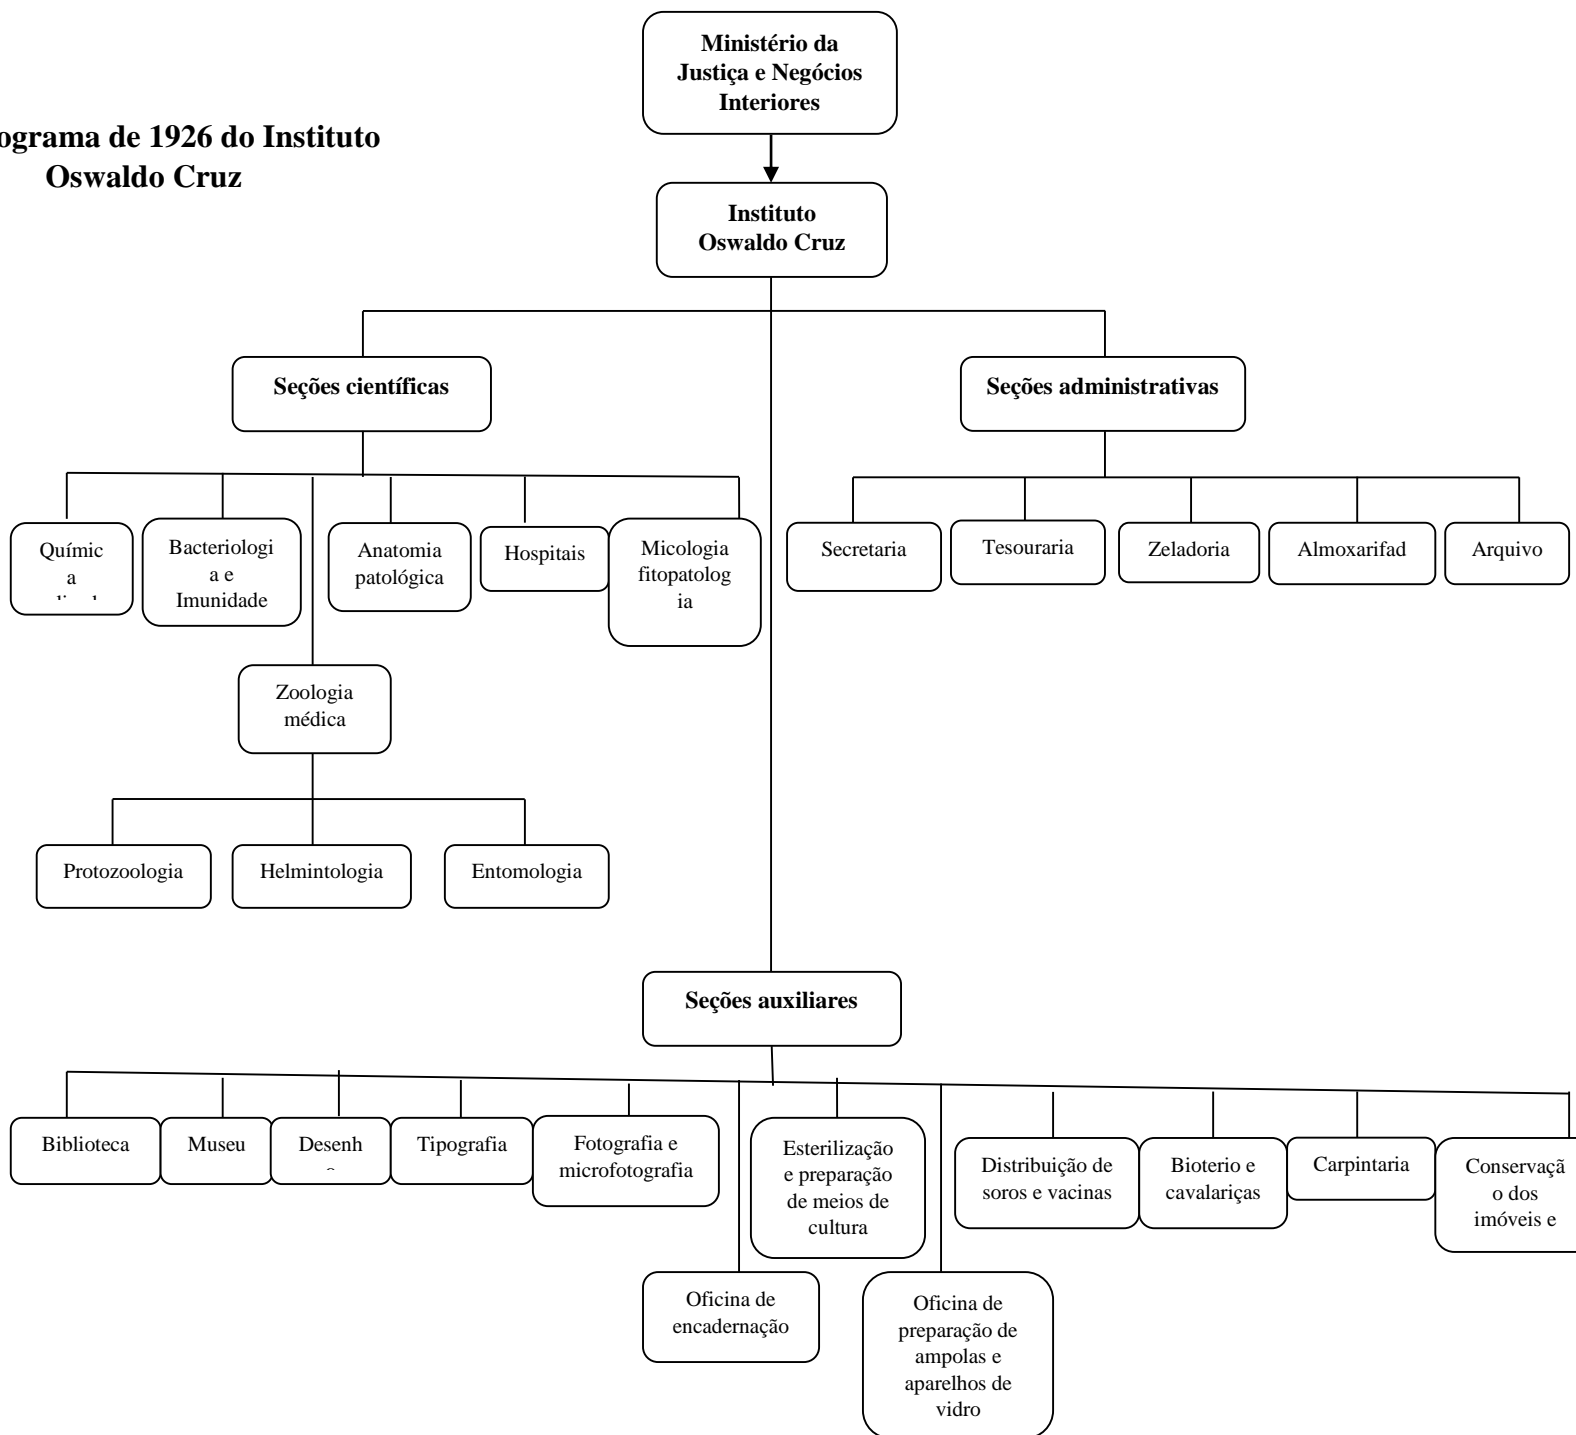 Ministério da
Justiça e Negócios
Interiores
ograma de 1926 do Instituto
Oswaldo Cruz
Instituto
Oswaldo Cruz
Seções científicas
Seções administrativas
Químic
a
Bacteriologi
a e
Imunidade
Anatomia
patológica
Hospitais
Micologia
fitopatolog
ia
Secretaria
Tesouraria
Zeladoria
Almoxarifad
Arquivo
Zoologia
médica
Protozoologia
Helmintologia
Entomologia
Seções auxiliares
Biblioteca
Museu
Desenh
Tipografia
Fotografia e
microfotografia
Esterilização
e preparação
de meios de
cultura
Distribuição de
soros e vacinas
Bioterio e
cavalariças
Carpintaria
Conservaçã
o dos
imóveis e
Oficina de
encadernação
Oficina de
preparação de
ampolas e
aparelhos de
vidro